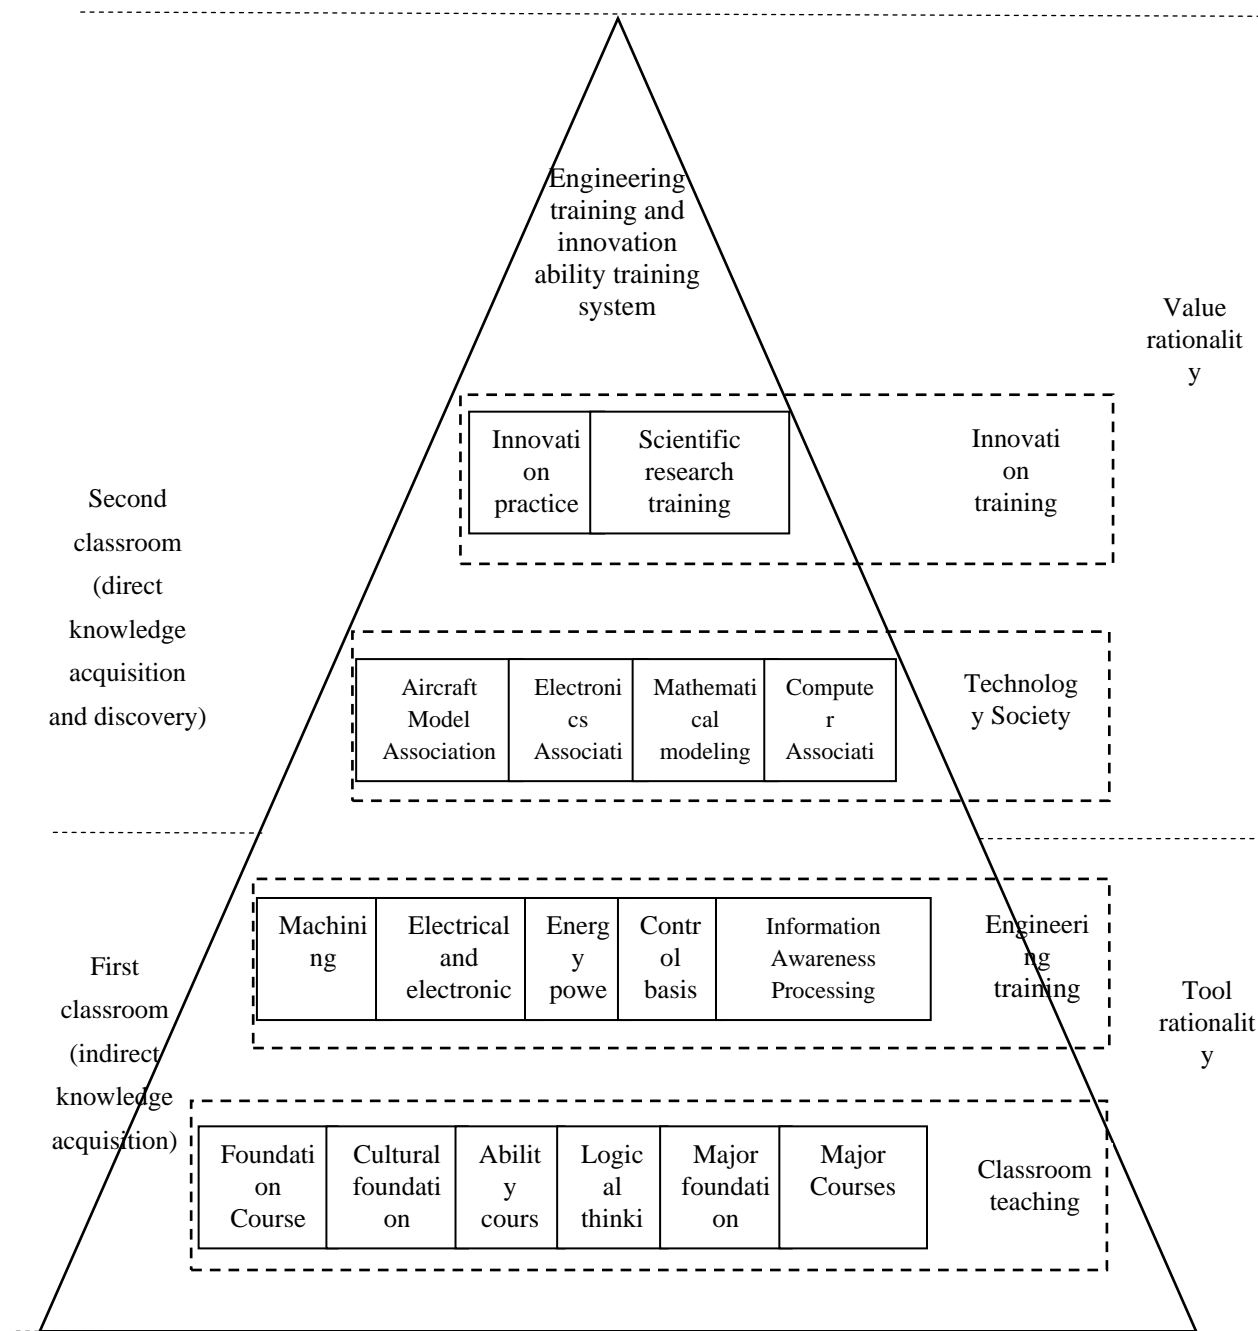 Engineering
training and
innovation
ability training
system
Value
rationalit
y
Innovati
on
practice
Scientific
research
training
Innovati
on
training
Second
classroom
(direct
knowledge
acquisition
and discovery)
Aircraft
Model
Association
Electroni
cs
Associati
Mathemati
cal
modeling
Compute
r
Associati
Technolog
y Society
First
classroom
(indirect
knowledge
acquisition)
Machini
ng
Electrical
and
electronic
Energ
y
powe
Contr
ol
basis
Information
Awareness
Processing
Engineeri
ng
training
Tool
rationalit
y
Foundati
on
Course
Cultural
foundati
on
Abilit
y
cours
Logic
al
thinki
Major
foundati
on
Major
Courses
Classroom
teaching